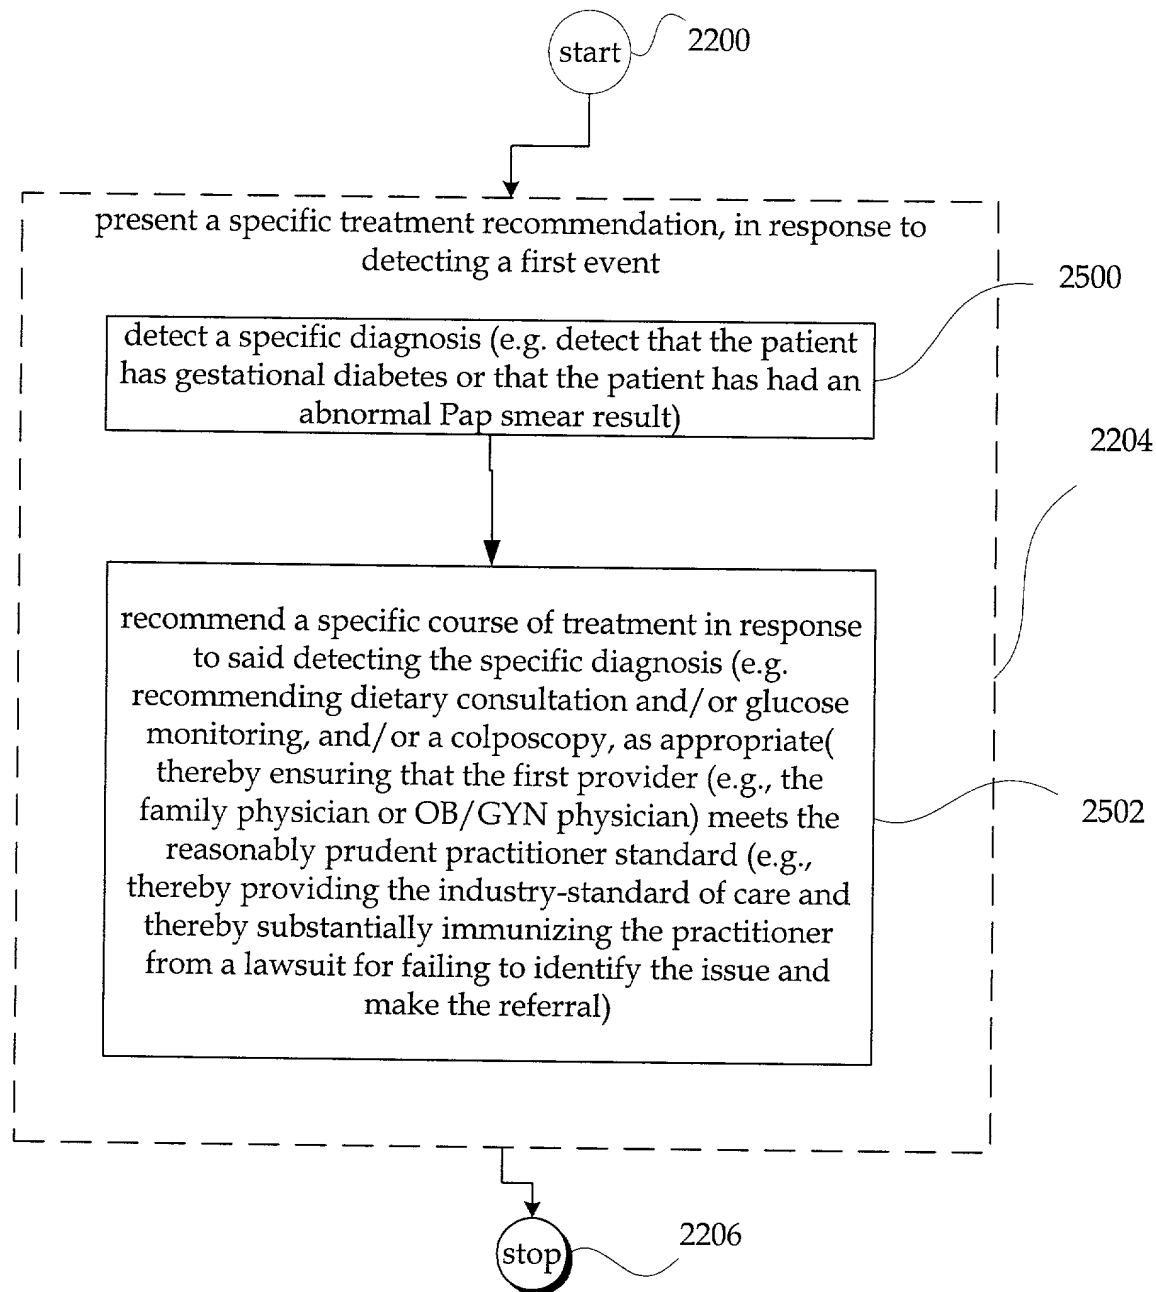 start
2200
present a specific treatment recommendation, in response to
detecting a first event
2500
detect a specific diagnosis (e.g. detect that the patient
has gestational diabetes or that the patient has had an
abnormal Pap smear result)
2204
recommend a specific course of treatment in response
to said detecting the specific diagnosis (e.g.
recommending dietary consultation and/or glucose
monitoring, and/or a colposcopy, as appropriate(
thereby ensuring that the first provider (e.g., the
family physician or OB/GYN physician) meets the
reasonably prudent practitioner standard (e.g.,
thereby providing the industry-standard of care and
thereby substantially immunizing the practitioner
from a lawsuit for failing to identify the issue and
make the referral)
2502
stop
2206